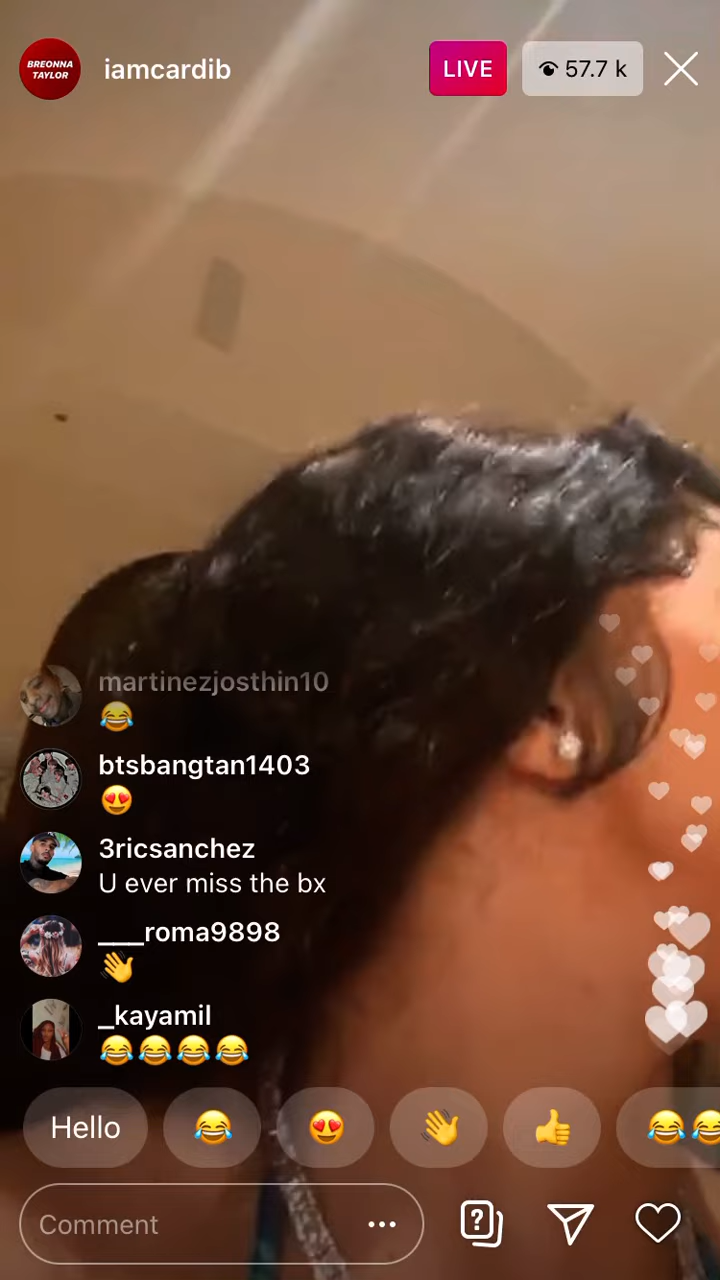 BREONNA
TAYLOR
iamcardib
LIVE
57.7 k
martinezjosthin10
😂
btsbangtan1403
😍
3ricsanchez
U ever miss the bx
___roma9898
👋
_kayamil
😂😂😂😂
Hello 😂 😍 👋 👍 😂😂
Comment